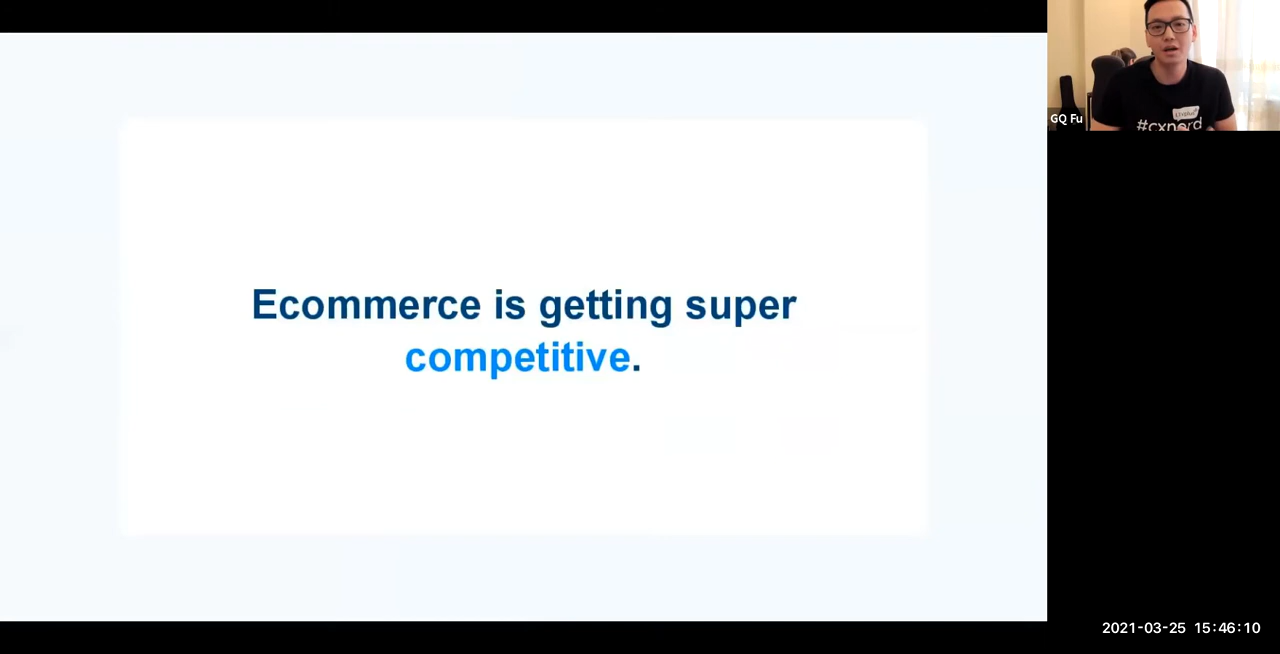 Ecommerce is getting super
competitive.
GQ Fu
#cxnerd
2021-03-25 15:46:10